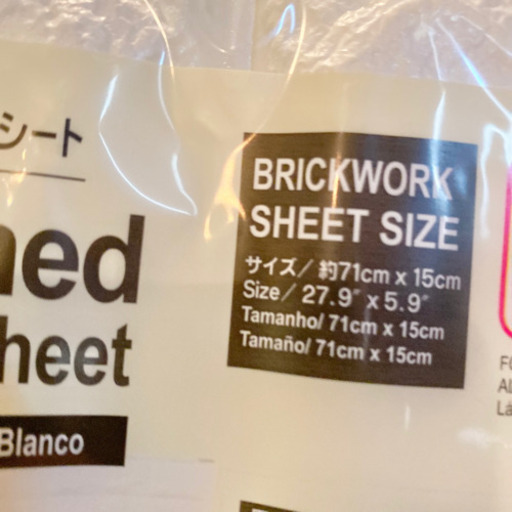 シート
ned
heet
Blanco
BRICKWORK
SHEET SIZE
サイズ/約71cm x 15cm
Size/ 27.9″ x 5.9″
Tamanho/ 71cm x 15cm
Tamaño/ 71cm x 15cm